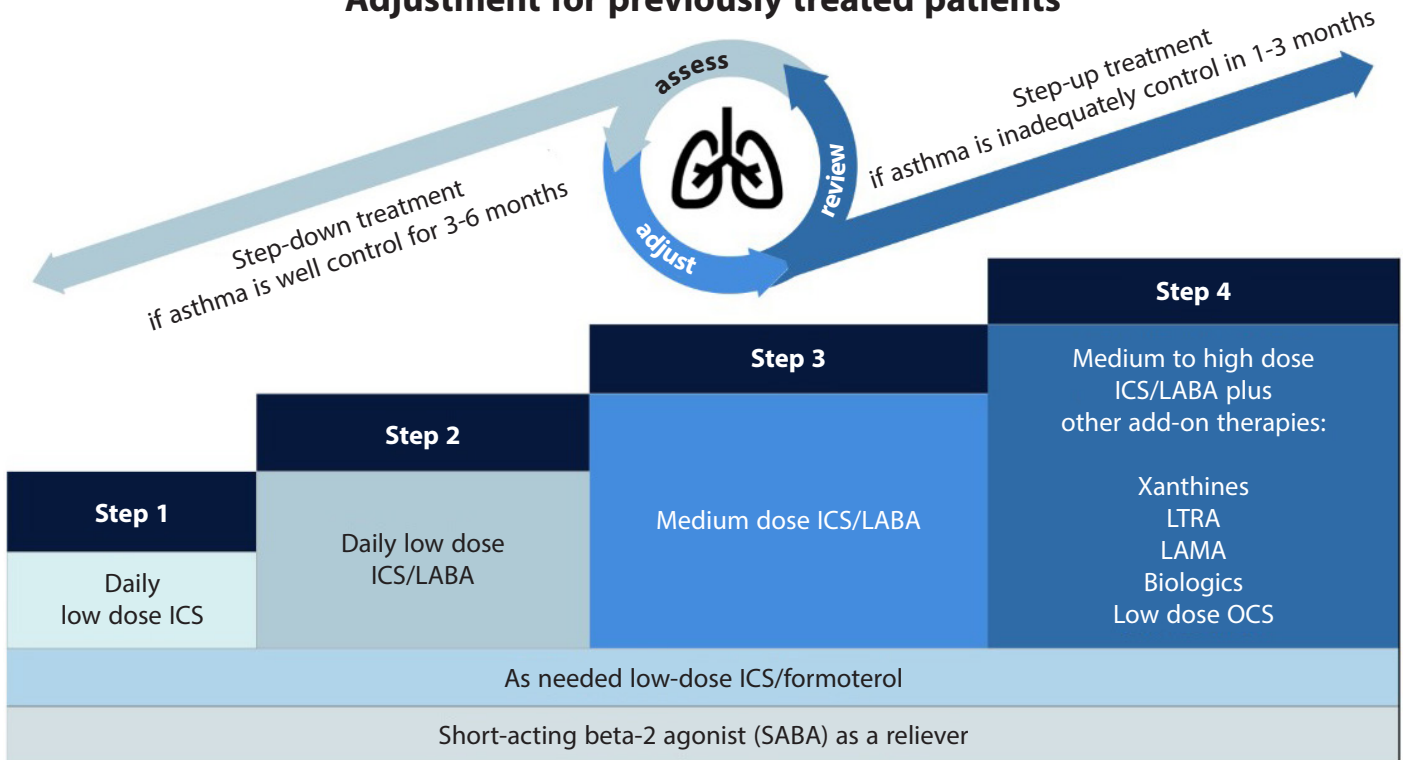 Adjustment for previously treated patients
assess
review
adjust
Step-down treatment
if asthma is well control for 3-6 months
Step-up treatment
if asthma is inadequately control in 1-3 months
Step 1
Daily
low dose ICS
Step 2
Daily low dose
ICS/LABA
Step 3
Medium dose ICS/LABA
Step 4
Medium to high dose
ICS/LABA plus
other add-on therapies:
Xanthines
LTRA
LAMA
Biologics
Low dose OCS
As needed low-dose ICS/formoterol
Short-acting beta-2 agonist (SABA) as a reliever